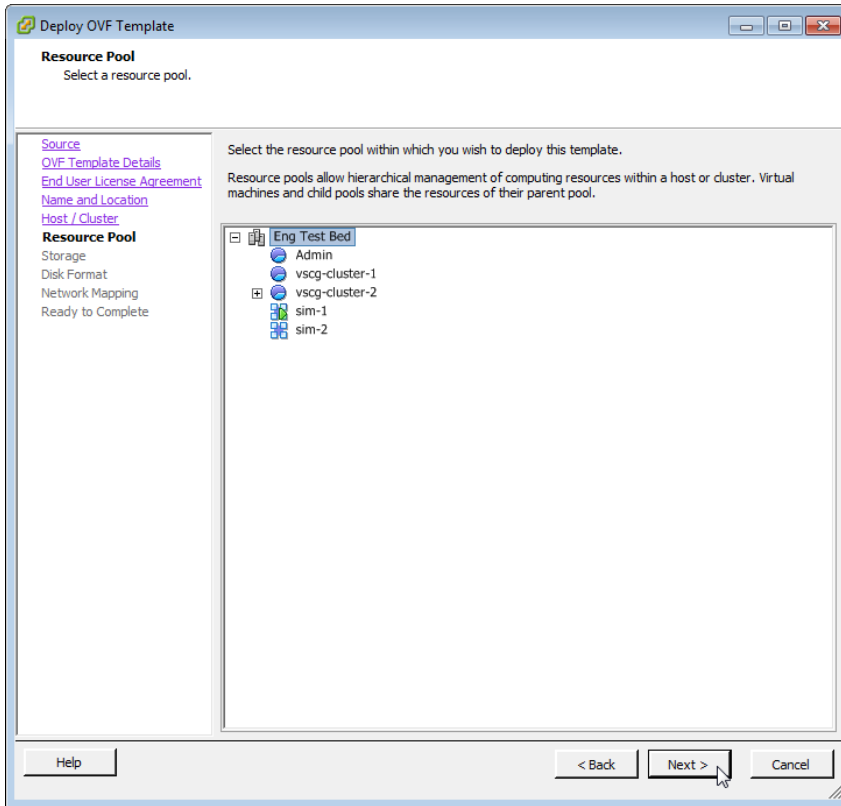 Deploy OVF Template
Resource Pool
Select a resource pool.
Source
OVF Template Details
End User License Agreement
Name and Location
Host / Cluster
Resource Pool
Storage
Disk Format
Network Mapping
Ready to Complete
Select the resource pool within which you wish to deploy this template.
Resource pools allow hierarchical management of computing resources within a host or cluster. Virtual
machines and child pools share the resources of their parent pool.
Eng Test Bed
Admin
vscg-cluster-1
vscg-cluster-2
sim-1
sim-2
Help
< Back
Next >
Cancel